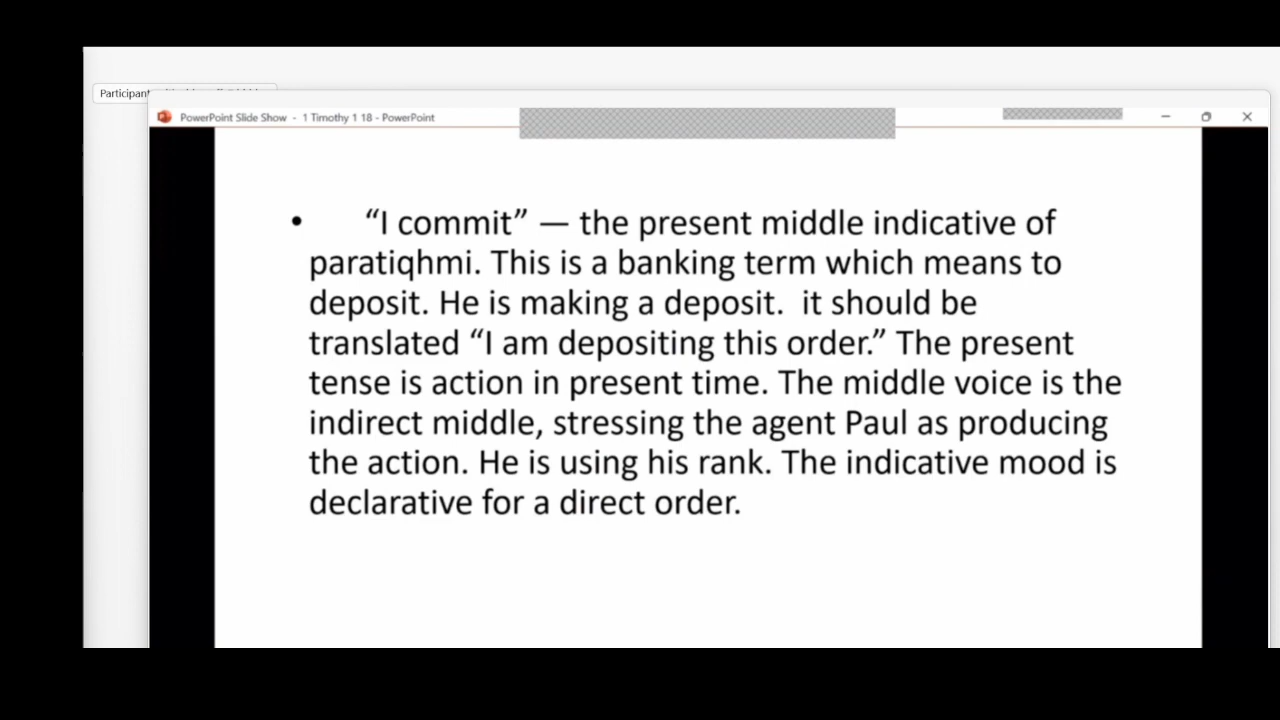 Participant
PowerPoint Slide Show - 1 Timothy 1 18 - PowerPoint
• “I commit” — the present middle indicative of
paratiqhmi. This is a banking term which means to
deposit. He is making a deposit.  it should be
translated “I am depositing this order.” The present
tense is action in present time. The middle voice is the
indirect middle, stressing the agent Paul as producing
the action. He is using his rank. The indicative mood is
declarative for a direct order.